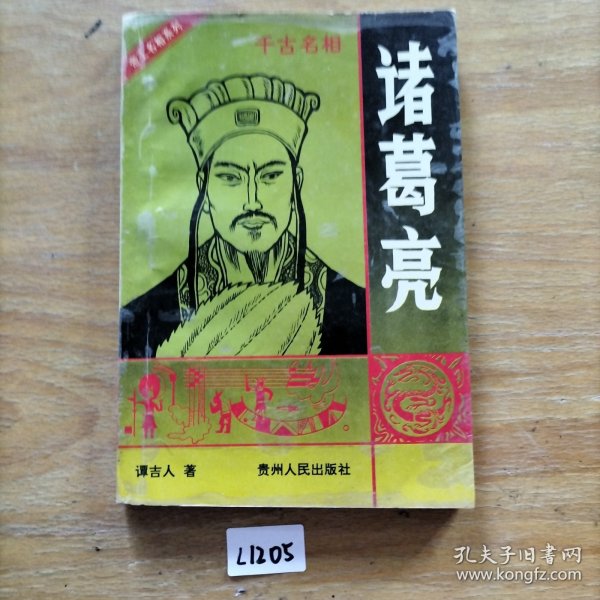 千古名相
诸葛亮
谭吉人 著
贵州人民出版社
L1205
孔夫子旧书网
www.kongfz.com